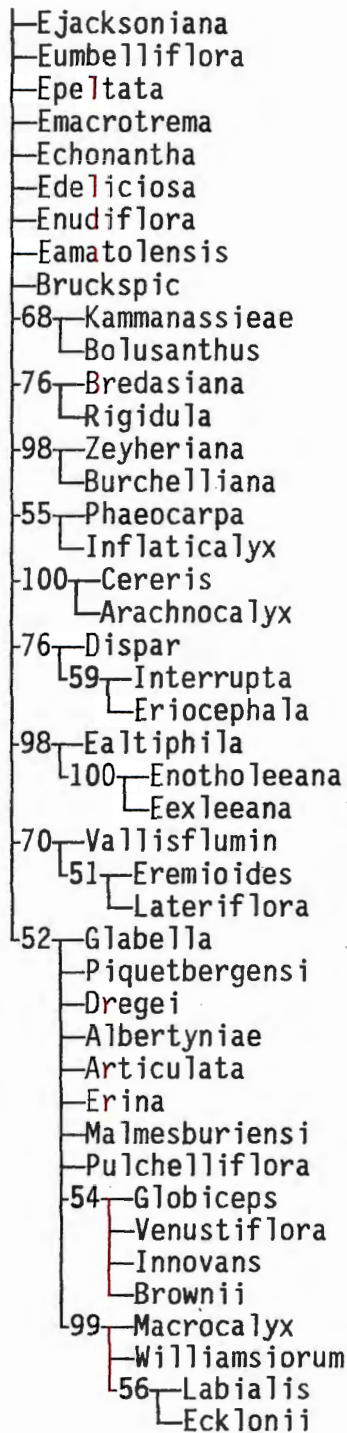 Ejacksoniana
Eumbelliflora
Epeltata
Emacrotrema
Echonantha
Edeliciosa
Enudiflora
Eamatolensis
Bruckspic
68 Kammanassieae
Bolusanthus
76 Bredasiana
Rigidula
98 Zeyheriana
Burchelliana
55 Phaeocarpa
Inflaticalyx
100 Cereris
Arachnocalyx
76 Dispar
59 Interrupta
Eriocephala
98 Ealtiphila
100 Enotholeeana
Eexleeana
70 Vallisflumin
51 Eremioides
Lateriflora
52 Glabella
Piquetbergensi
Dregei
Albertyniae
Articulata
Erina
Malmesburiensi
Pulchelliflora
54 Globiceps
Venustiflora
Innovans
Brownii
99 Macrocalyx
Williamsiorum
56 Labialis
Ecklonii